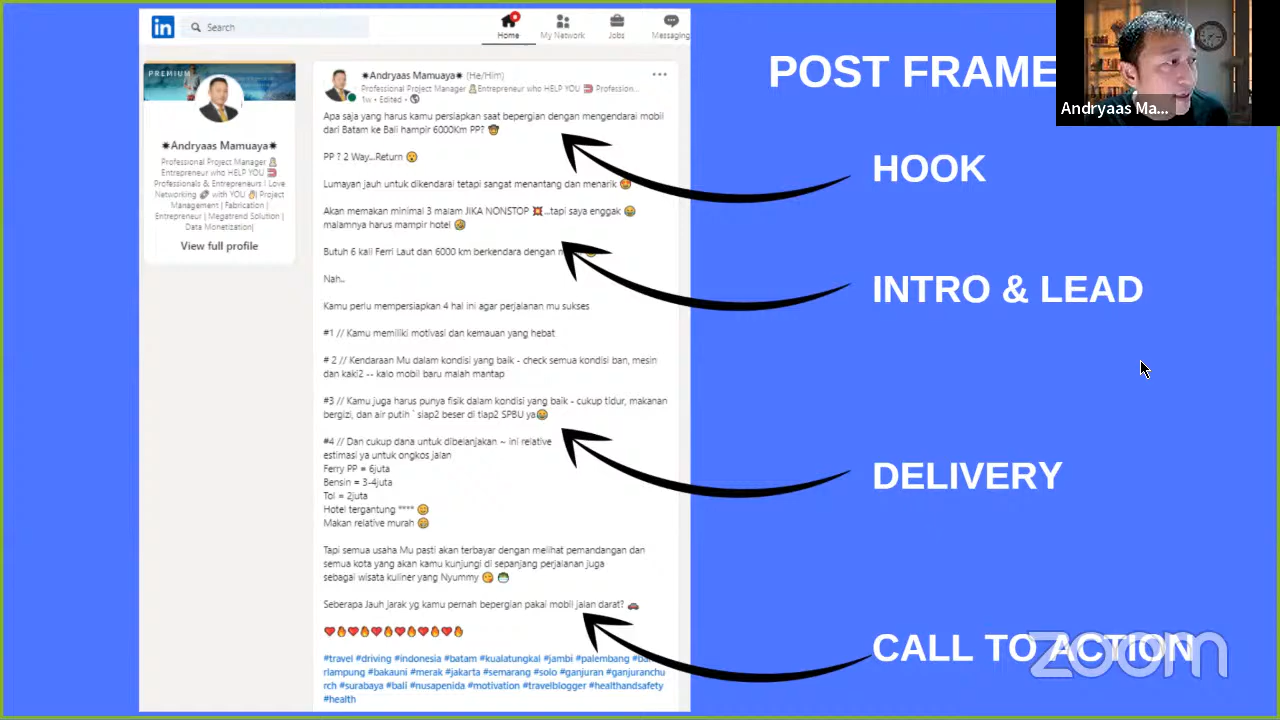 in
Search
Home
My Network
Jobs
Messaging
PREMIUM
✷Andryaas Mamuaya✷
Professional Project Manager
Entrepreneur who HELP YOU
Professionals & Entrepreneurs I Love
Networking with YOU Project
Management | Fabrication |
Entrepreneur | Megatrend Solution |
Data Monetization|
View full profile
✷Andryaas Mamuaya✷ (He/Him)
Professional Project Manager Entrepreneur who HELP YOU Profession...
1w • Edited •
Apa saja yang harus kamu persiapkan saat bepergian dengan mengendarai mobil
dari Batam ke Bali hampir 6000Km PP? 🤠
PP ? 2 Way...Return 😮
Lumayan jauh untuk dikendarai tetapi sangat menantang dan menarik 🤩
Akan memakan minimal 3 malam JIKA NONSTOP 💥...tapi saya enggak 😂
malamnya harus mampir hotel 🤣
Butuh 6 kali Ferri Laut dan 6000 km berkendara dengan
Nah..
Kamu perlu mempersiapkan 4 hal ini agar perjalanan mu sukses
#1 // Kamu memiliki motivasi dan kemauan yang hebat
# 2 // Kendaraan Mu dalam kondisi yang baik - check semua kondisi ban, mesin
dan kaki2 -- kalo mobil baru malah mantap
#3 // Kamu juga harus punya fisik dalam kondisi yang baik - cukup tidur, makanan
bergizi, dan air putih ` siap2 beser di tiap2 SPBU ya😂
#4 // Dan cukup dana untuk dibelanjakan ~ ini relative
estimasi ya untuk ongkos jalan
Ferry PP = 6juta
Bensin = 3-4juta
Tol = 2juta
Hotel tergantung ****
Makan relative murah
Tapi semua usaha Mu pasti akan terbayar dengan melihat pemandangan dan
semua kota yang akan kamu kunjungi di sepanjang perjalanan juga
sebagai wisata kuliner yang Nyummy
Seberapa Jauh jarak yg kamu pernah bepergian pakai mobil jalan darat? 🚗
❤🔥❤🔥❤🔥❤🔥❤🔥❤🔥
#travel #driving #indonesia #batam #kualatungkal #jambi #palembang
rlampung #bakauni #merak #jakarta #semarang #solo #ganjuran #ganjuranchu
rch #surabaya #bali #nusapenida #motivation #travelblogger #healthandsafety
#health
POST FRAME
HOOK
INTRO & LEAD
DELIVERY
CALL TO ACTION
Andryaas Ma...
zoom